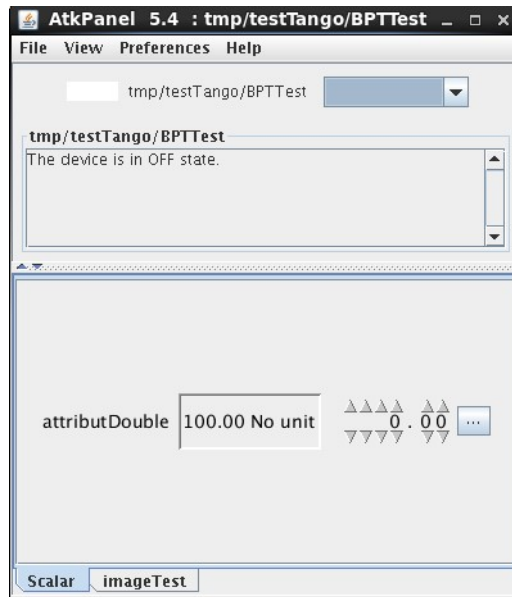 AtkPanel 5.4 : tmp/testTango/BPTTest
File View Preferences Help
tmp/testTango/BPTTest
tmp/testTango/BPTTest
The device is in OFF state.
attributDouble 100.00 No unit 0.00 ...
Scalar imageTest